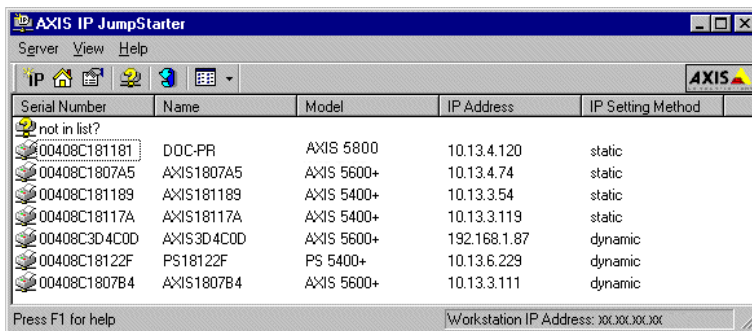 AXIS IP JumpStarter
Server View Help
IP AXIS
Serial Number Name Model IP Address IP Setting Method
not in list?
00408C181181 DOC-PR AXIS 5800 10.13.4.120 static
00408C1807A5 AXIS1807A5 AXIS 5600+ 10.13.4.74 static
00408C181189 AXIS181189 AXIS 5400+ 10.13.3.54 static
00408C18117A AXIS18117A AXIS 5400+ 10.13.3.119 static
00408C3D4C0D AXIS3D4C0D AXIS 5600+ 192.168.1.87 dynamic
00408C18122F PS18122F PS 5400+ 10.13.6.229 dynamic
00408C1807B4 AXIS1807B4 AXIS 5600+ 10.13.3.111 dynamic
Press F1 for help Workstation IP Address: xx.xx.xx.xx